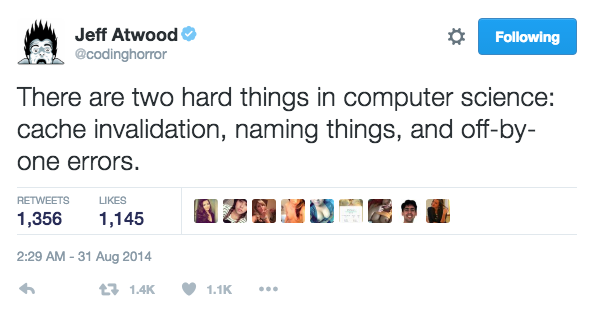 Jeff Atwood
@codinghorror
Following
There are two hard things in computer science:
cache invalidation, naming things, and off-by-
one errors.
RETWEETS LIKES
1,356 1,145
2:29 AM - 31 Aug 2014
1.4K 1.1K